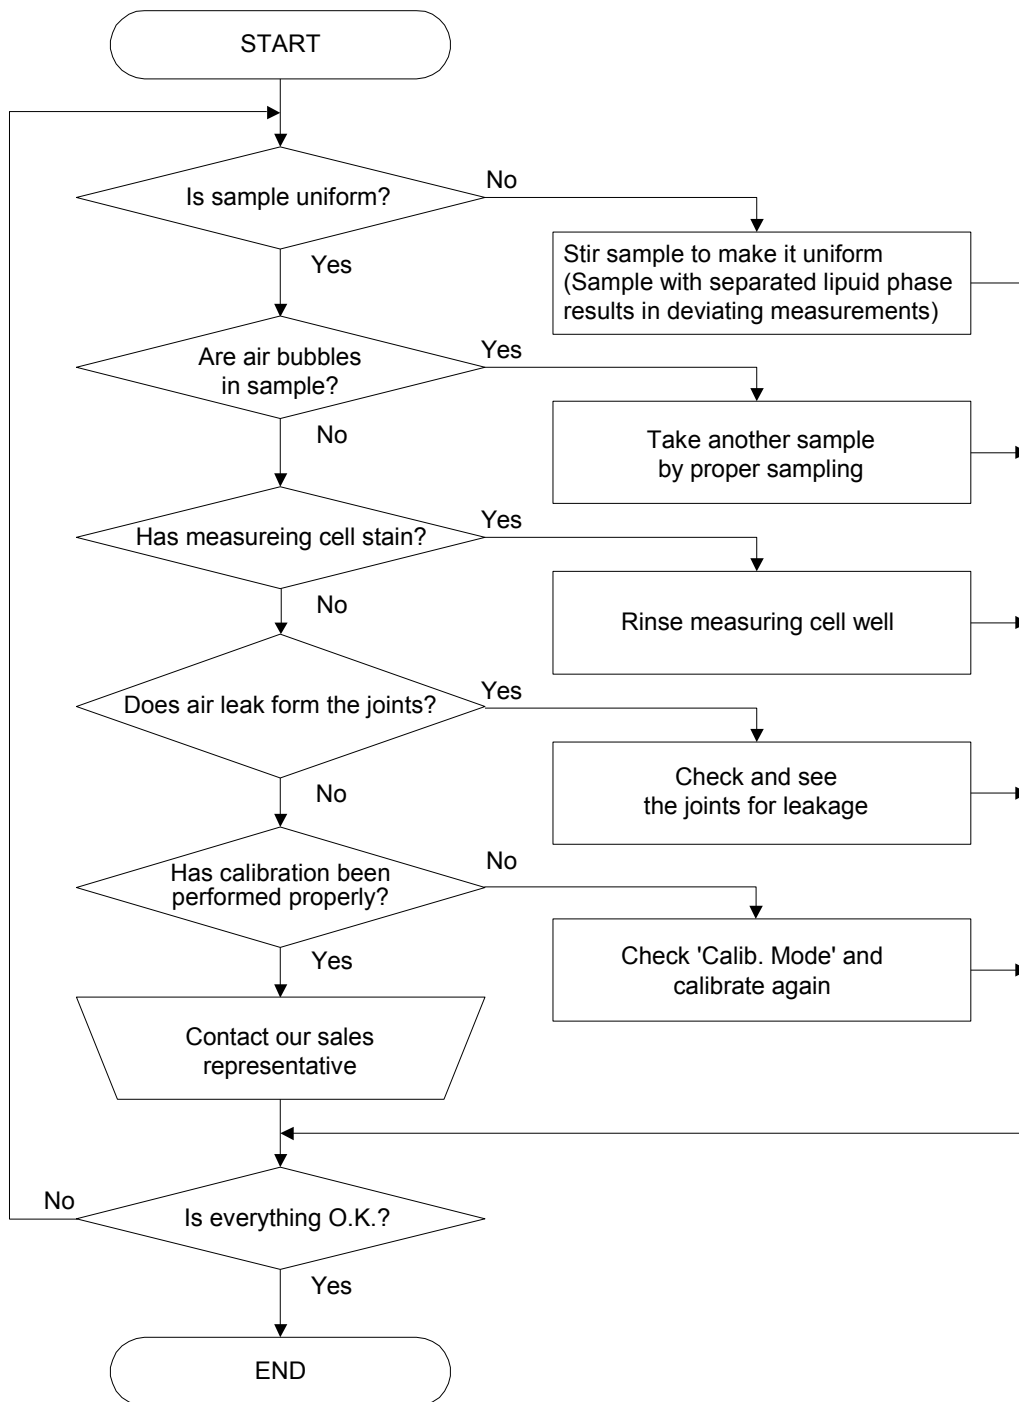 START
Is sample uniform?
No
Yes
Stir sample to make it uniform
(Sample with separated lipuid phase
results in deviating measurements)
Are air bubbles
in sample?
Yes
No
Take another sample
by proper sampling
Has measureing cell stain?
Yes
No
Rinse measuring cell well
Does air leak form the joints?
Yes
No
Check and see
the joints for leakage
Has calibration been
performed properly?
No
Yes
Check 'Calib. Mode' and
calibrate again
Contact our sales
representative
Is everything O.K.?
No
Yes
END